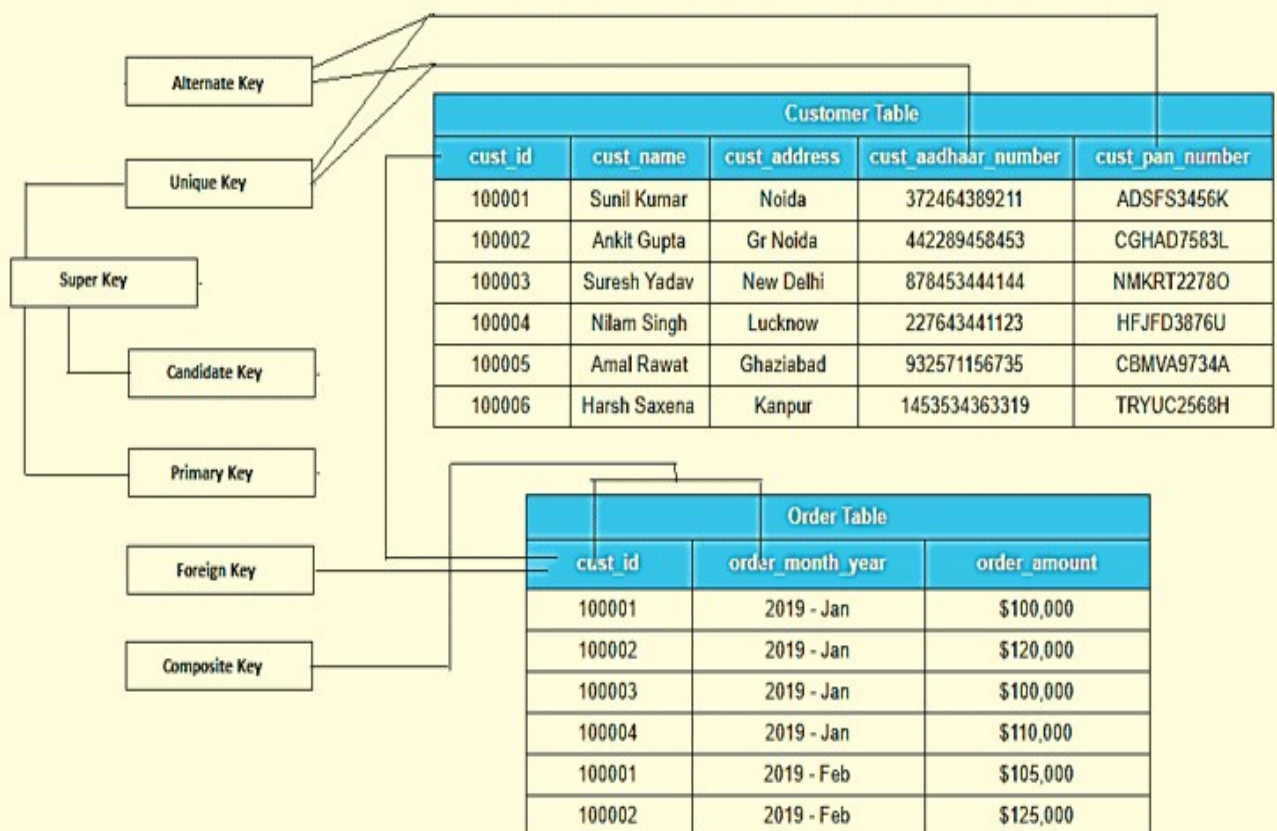 Alternate Key
Unique Key
Super Key
Candidate Key
Primary Key
Foreign Key
Composite Key
Customer Table
cust_id cust_name cust_address cust_aadhaar_number cust_pan_number
100001 Sunil Kumar Noida 372464389211 ADSFS3456K
100002 Ankit Gupta Gr Noida 442289458453 CGHAD7583L
100003 Suresh Yadav New Delhi 878453444144 NMKRT2278O
100004 Nilam Singh Lucknow 227643441123 HFJFD3876U
100005 Amal Rawat Ghaziabad 932571156735 CBMVA9734A
100006 Harsh Saxena Kanpur 1453534363319 TRYUC2568H
Order Table
cust_id order_month_year order_amount
100001 2019 - Jan $100,000
100002 2019 - Jan $120,000
100003 2019 - Jan $100,000
100004 2019 - Jan $110,000
100001 2019 - Feb $105,000
100002 2019 - Feb $125,000